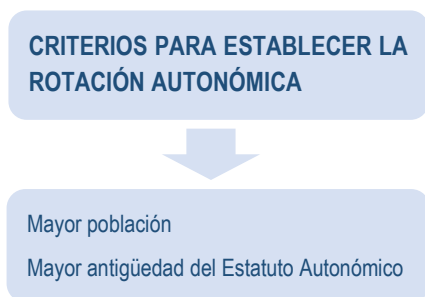 CRITERIOS PARA ESTABLECER LA
ROTACIÓN AUTONÓMICA
Mayor población
Mayor antigüedad del Estatuto Autonómico